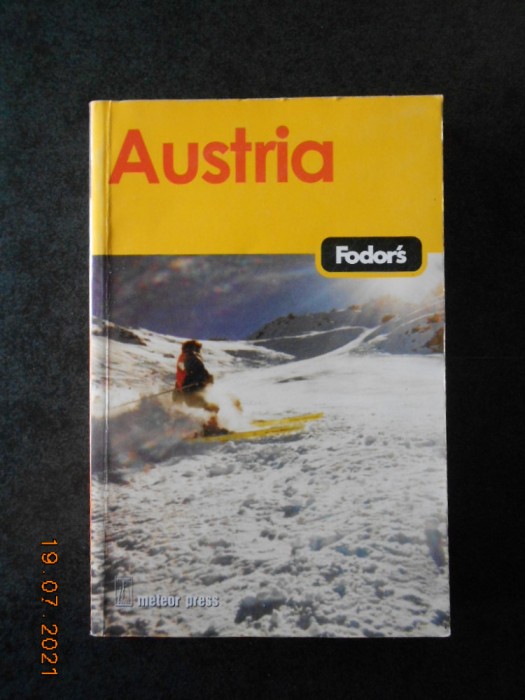 Austria
Fodor's
meteor press
19.07.2021